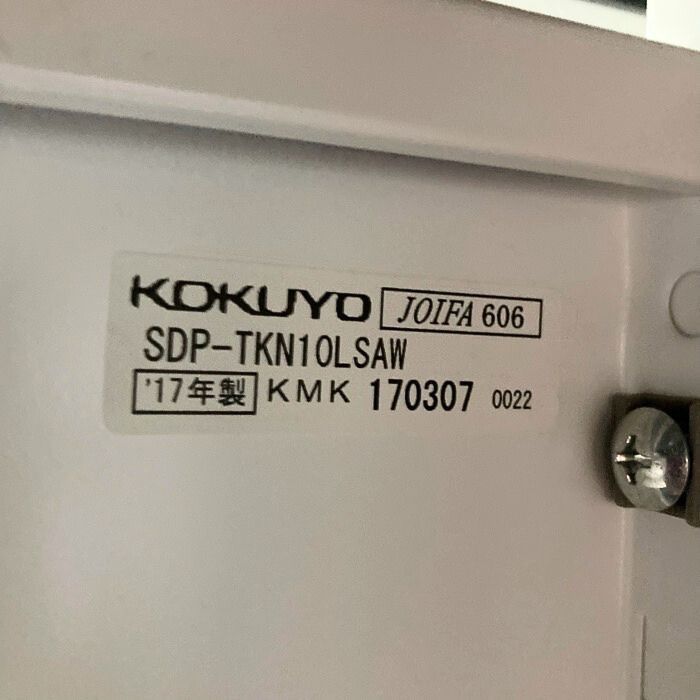 KOKUYO JOIFA 606
SDP-TKN10LSAW
'17年製 KMK 170307 0022